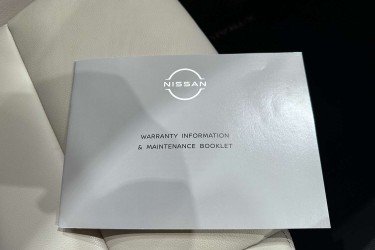 NISSAN
WARRANTY INFORMATION
& MAINTENANCE BOOKLET